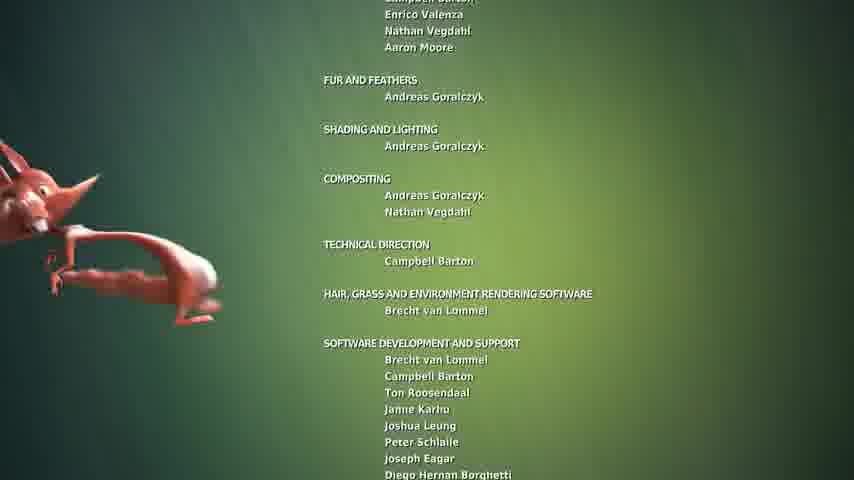 Campbell Barton
Enrico Valenza
Nathan Vegdahl
Aaron Moore
FUR AND FEATHERS
Andreas Goralczyk
SHADING AND LIGHTING
Andreas Goralczyk
COMPOSITING
Andreas Goralczyk
Nathan Vegdahl
TECHNICAL DIRECTION
Campbell Barton
HAIR, GRASS AND ENVIRONMENT RENDERING SOFTWARE
Brecht van Lommel
SOFTWARE DEVELOPMENT AND SUPPORT
Brecht van Lommel
Campbell Barton
Ton Roosendaal
Janne Karhu
Joshua Leung
Peter Schlaile
Joseph Eagar
Diego Hernan Borghetti